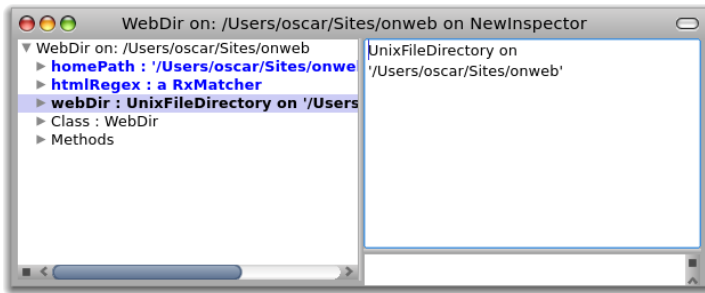 WebDir on: /Users/oscar/Sites/onweb on NewInspector
WebDir on: /Users/oscar/Sites/onweb
homePath : '/Users/oscar/Sites/onwe
htmlRegex : a RxMatcher
webDir : UnixFileDirectory on '/Users
Class : WebDir
Methods
UnixFileDirectory on
'/Users/oscar/Sites/onweb'